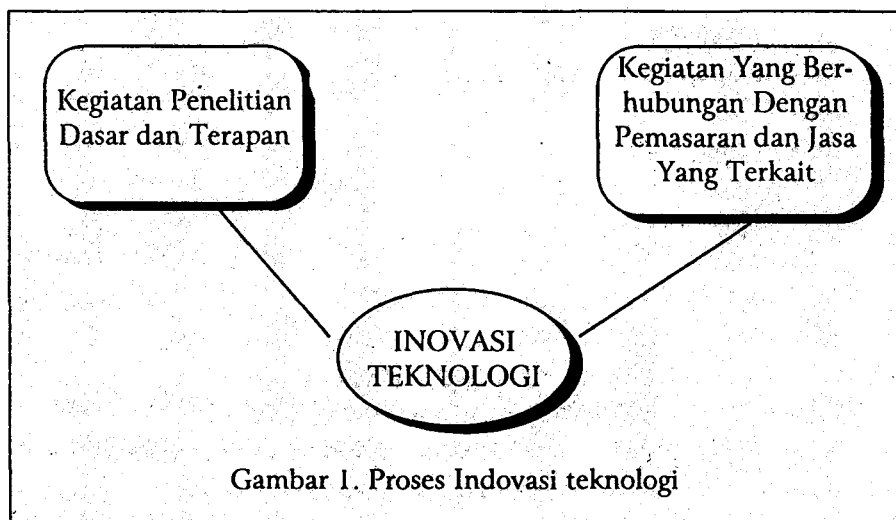 Kegiatan Penelitian
Dasar dan Terapan
Kegiatan Yang Ber-
hubungan Dengan
Pemasaran dan Jasa
Yang Terkait
INOVASI
TEKNOLOGI
Gambar 1. Proses Indovasi teknologi